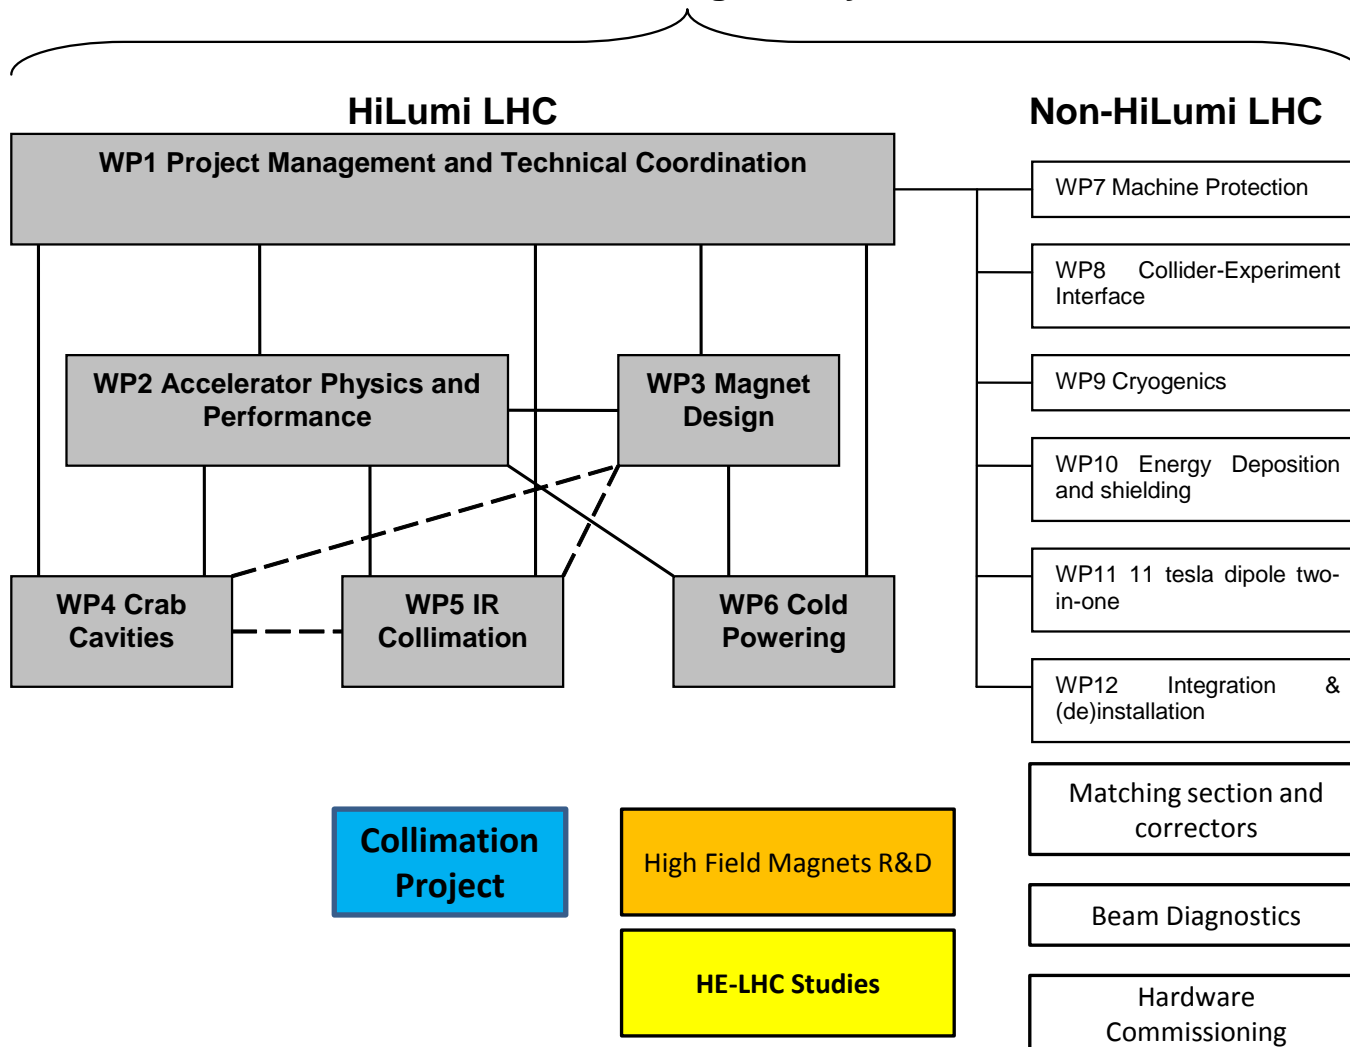 HiLumi LHC
Non-HiLumi LHC
WP1 Project Management and Technical Coordination
WP7 Machine Protection
WP8 Collider-Experiment
Interface
WP2 Accelerator Physics and
Performance
WP3 Magnet
Design
WP9 Cryogenics
WP10 Energy Deposition
and shielding
WP4 Crab
Cavities
WP5 IR
Collimation
WP6 Cold
Powering
WP11 11 tesla dipole two-
in-one
WP12 Integration &
(de)installation
Collimation
Project
High Field Magnets R&D
HE-LHC Studies
Matching section and
correctors
Beam Diagnostics
Hardware
Commissioning